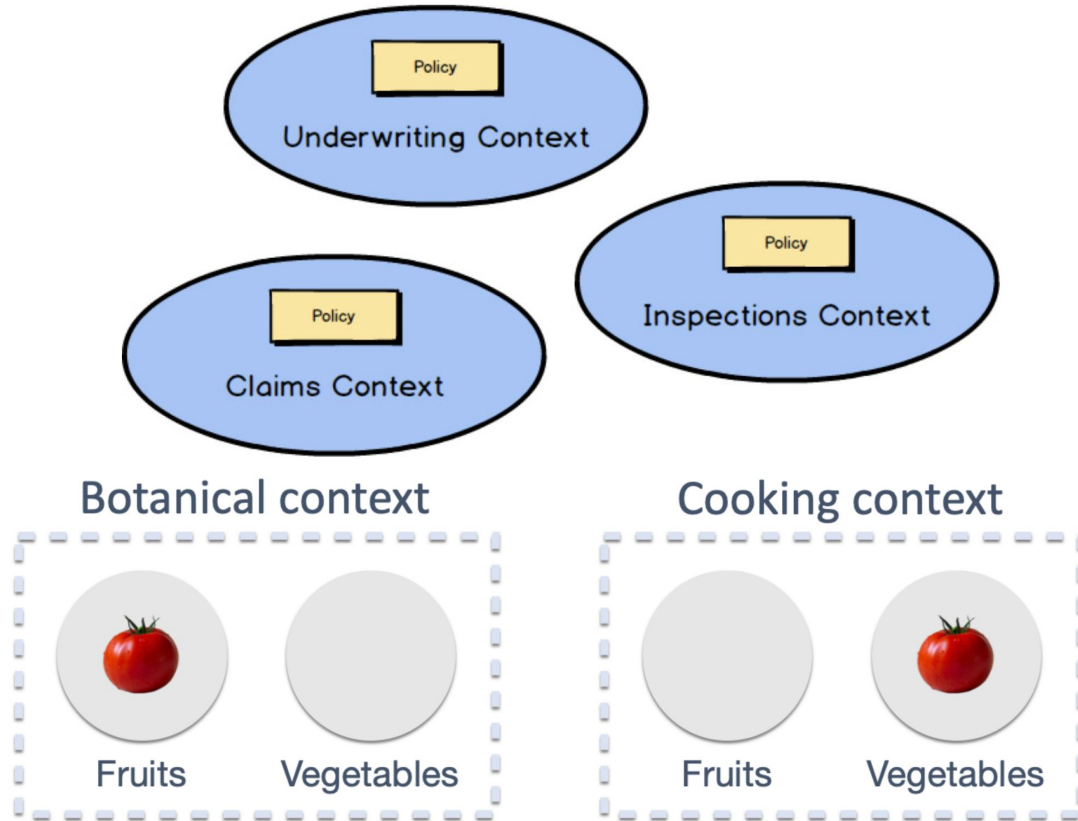 Policy
Underwriting Context
Policy
Inspections Context
Policy
Claims Context
Botanical context
Cooking context
Fruits
Vegetables
Fruits
Vegetables